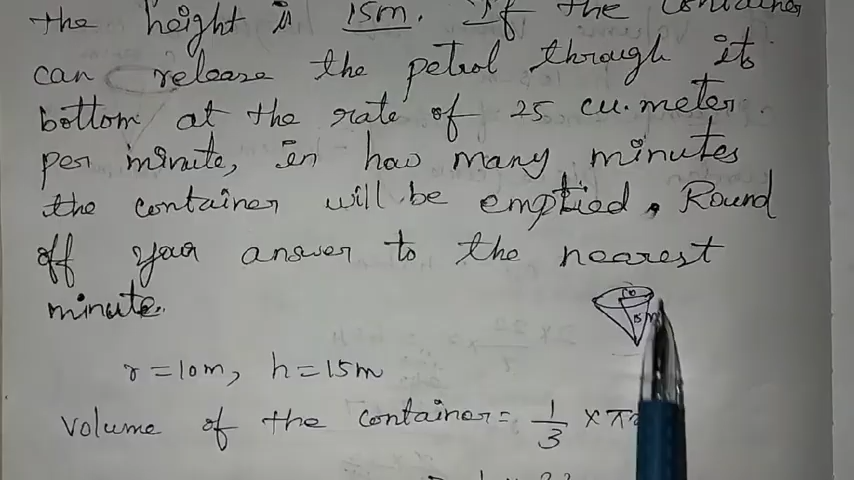 the height is 15m. If the container
can release the petrol through its
bottom at the rate of 25 cu.meter
per minute, in how many minutes
the container will be emptied. Round
off your answer to the nearest
minute.
10
15 m
r = 10m, h = 15m
Volume of the container = 1/3 × π